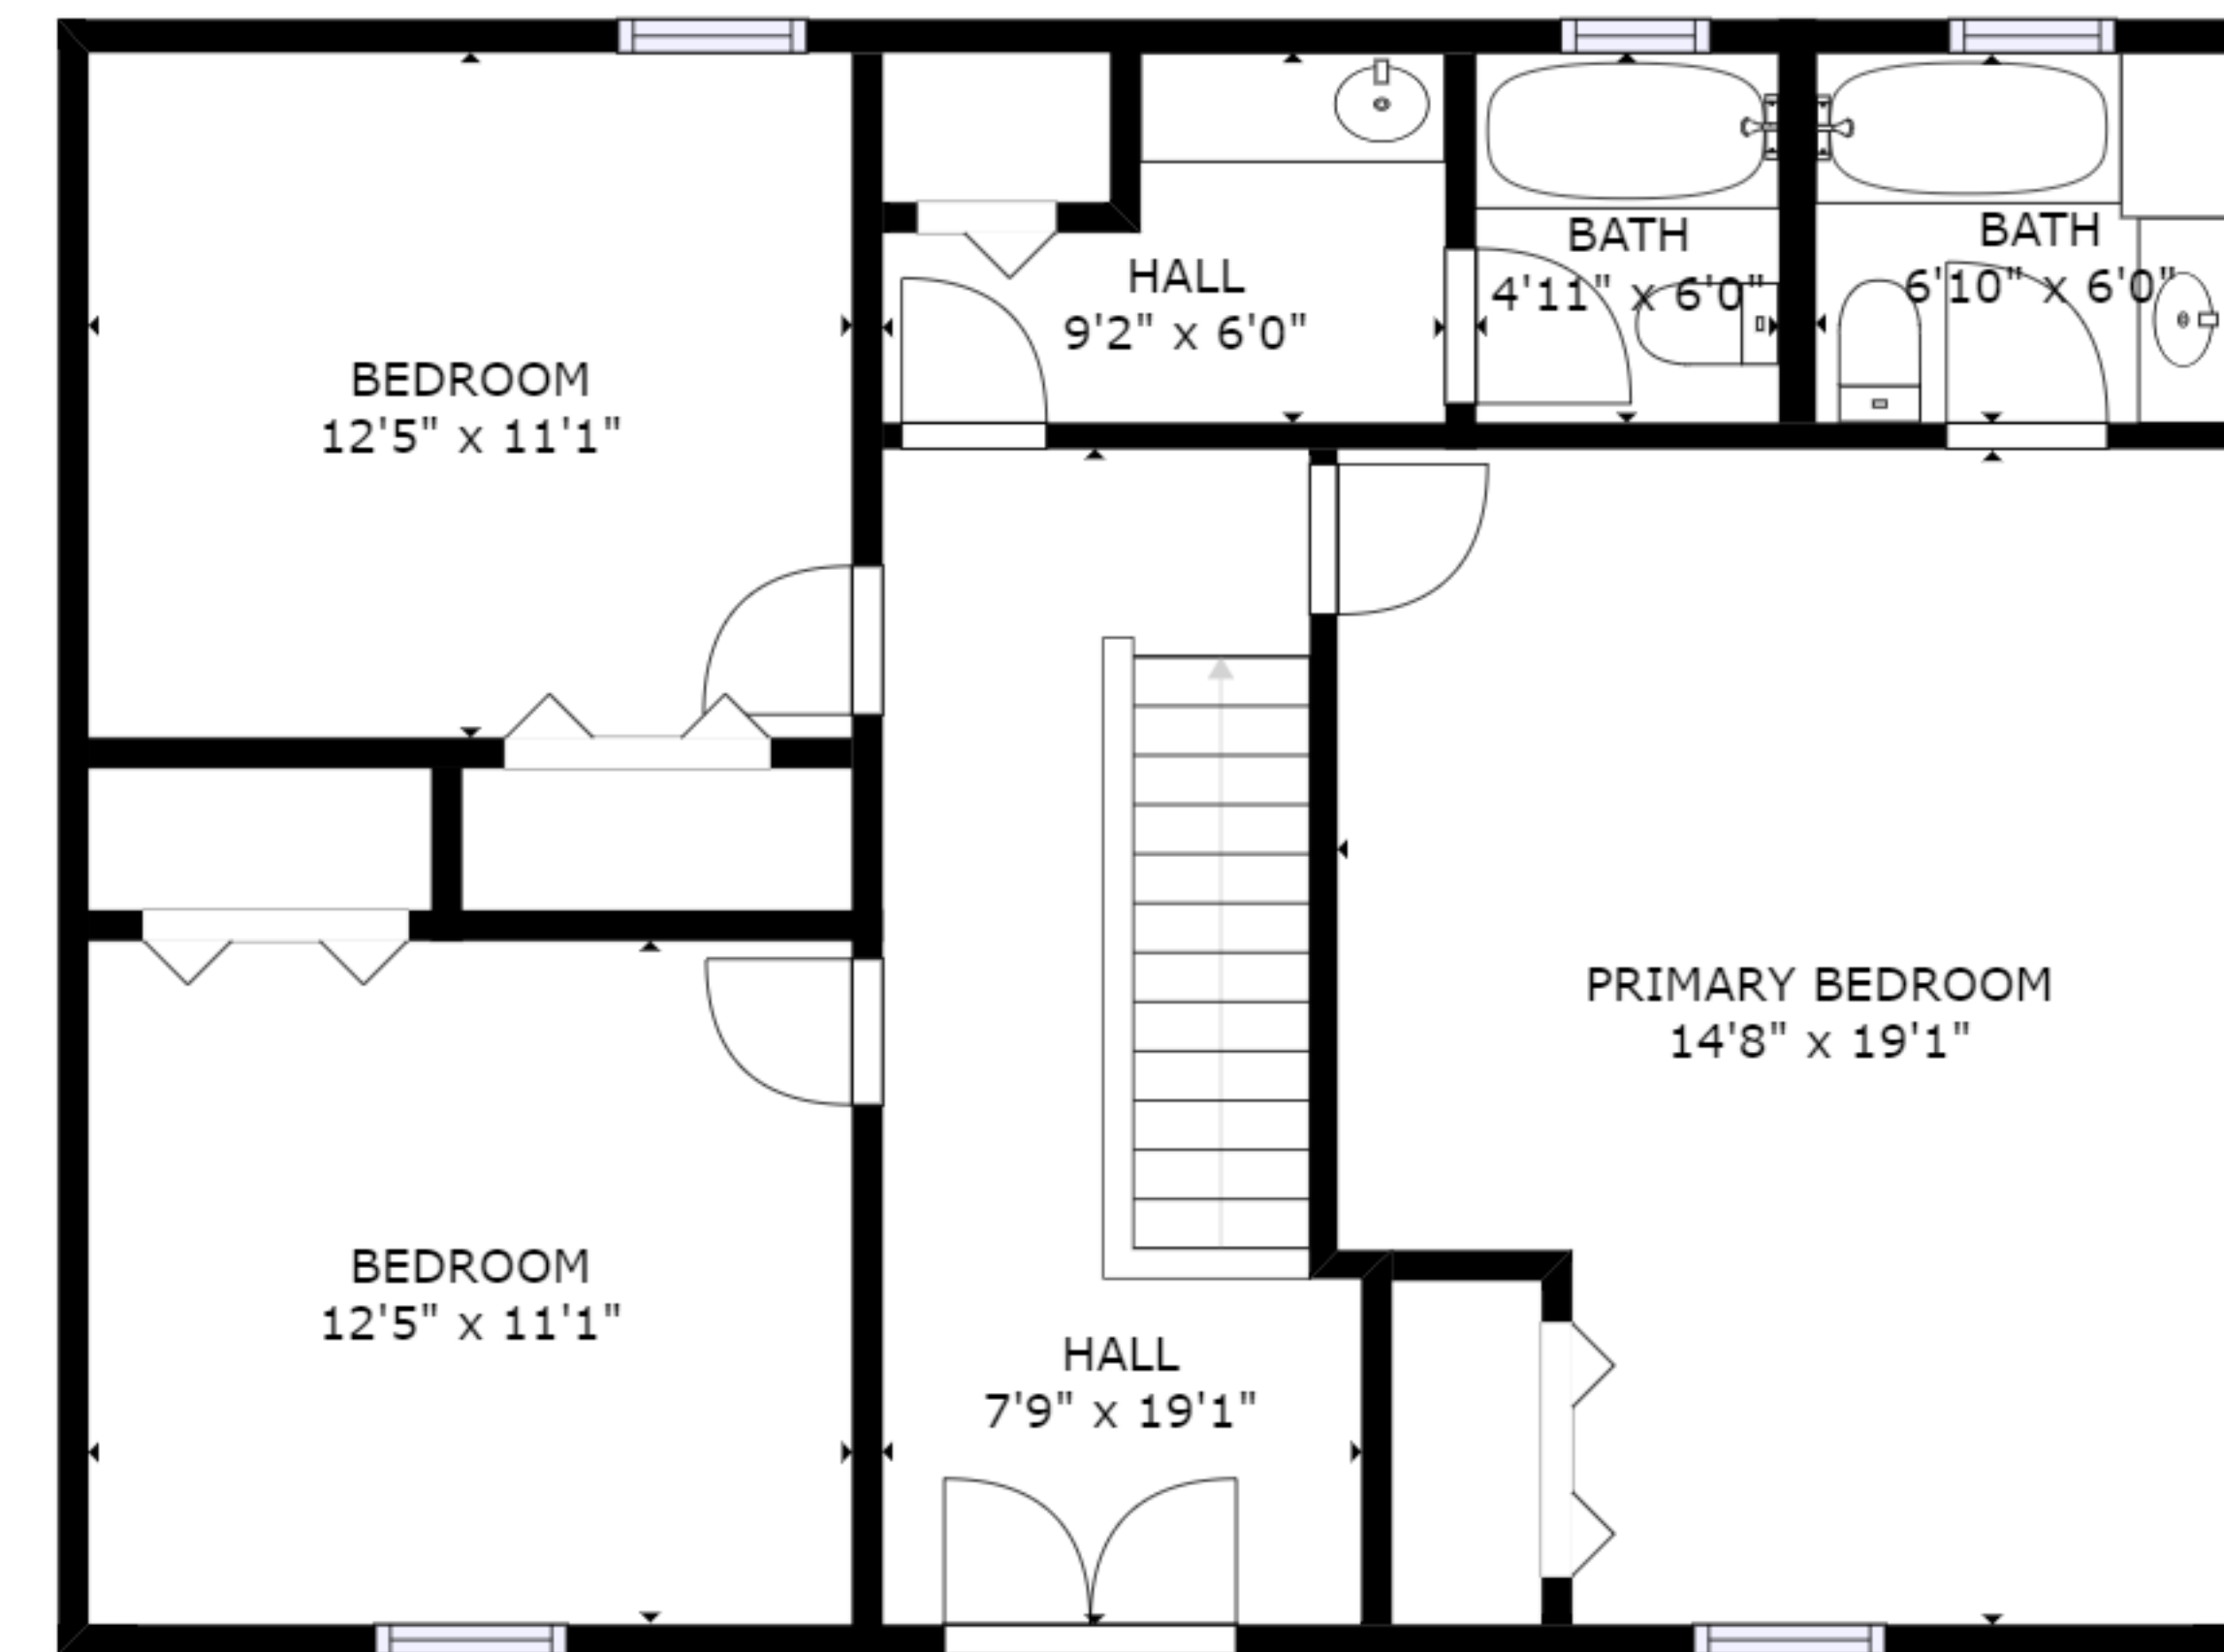 BATH
6'10" x 6'0"
BATH
4'11" x 6'0"
HALL
9'2" x 6'0"
BEDROOM
12'5" x 11'1"
PRIMARY BEDROOM
14'8" x 19'1"
BEDROOM
12'5" x 11'1"
HALL
7'9" x 19'1"